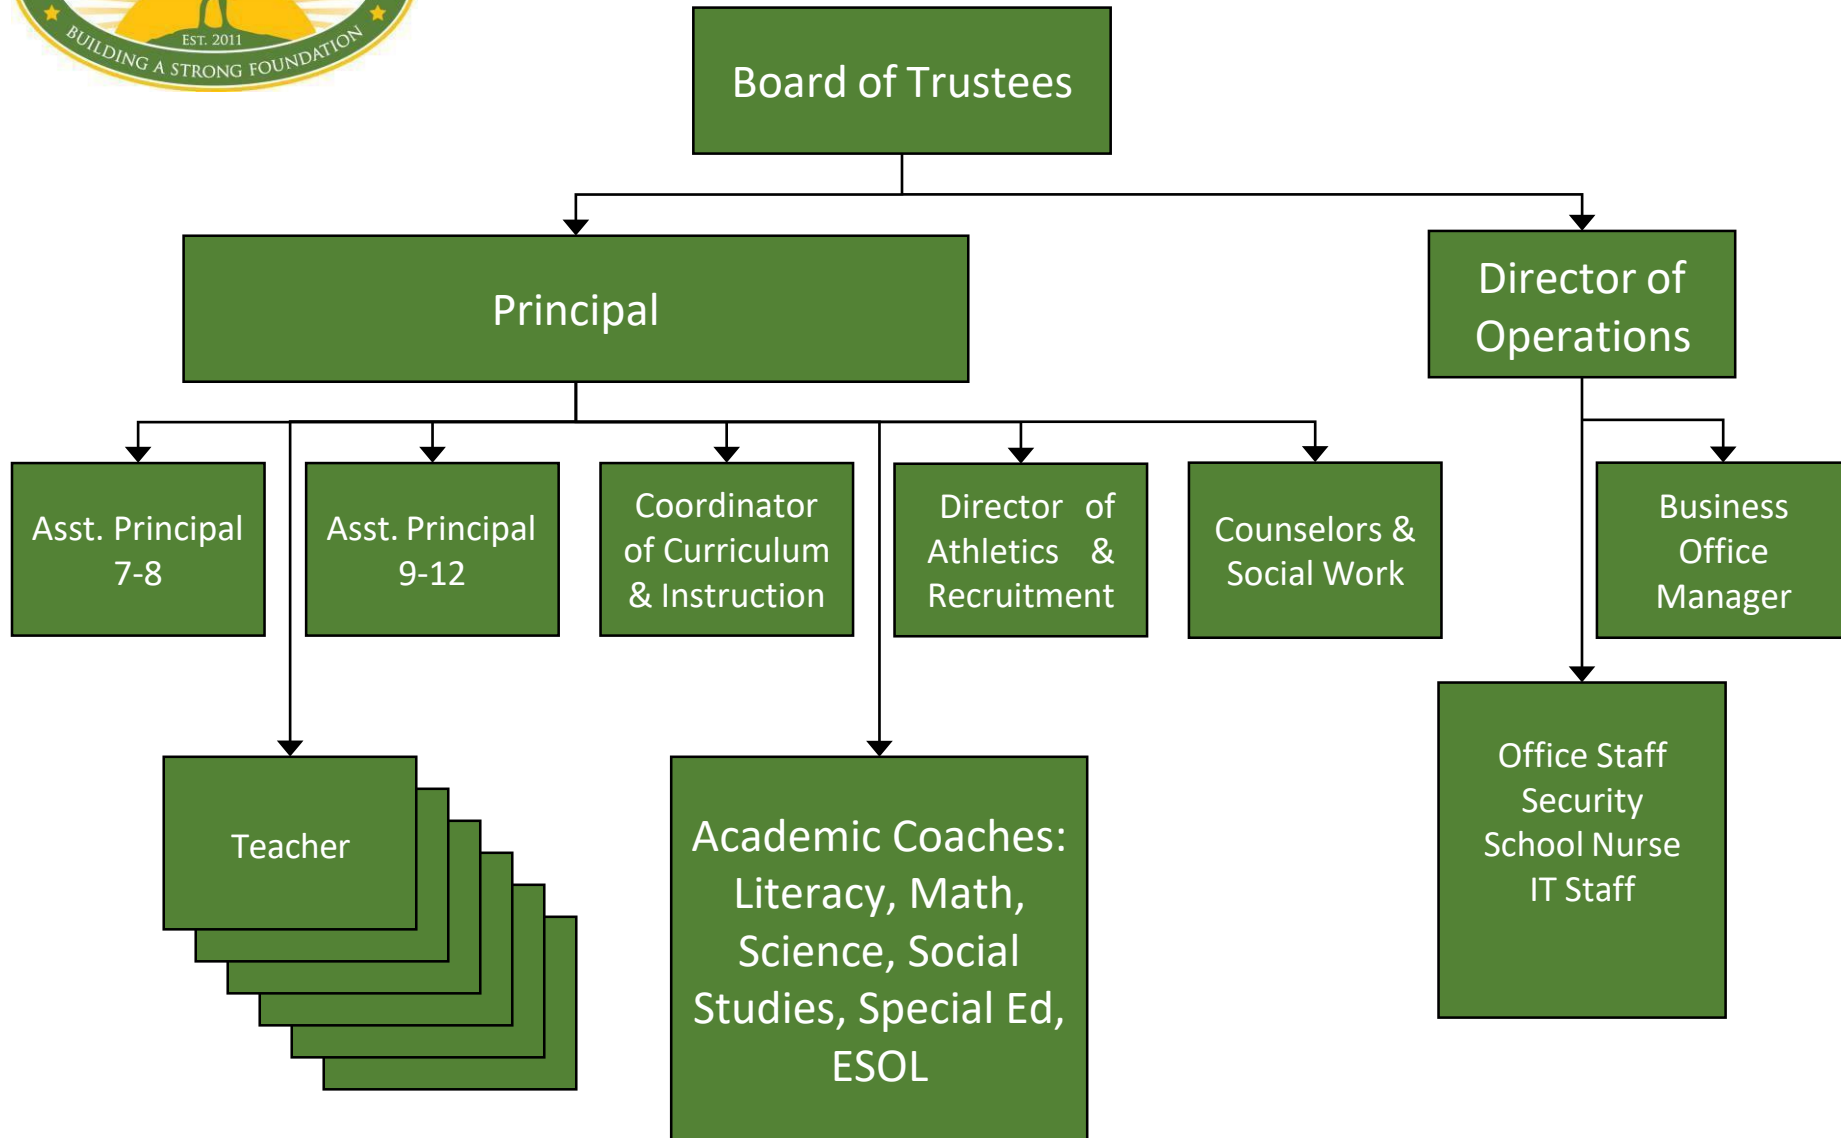 EST. 2011
BUILDING A STRONG FOUNDATION
Board of Trustees
Principal
Director of
Operations
Asst. Principal
7-8
Asst. Principal
9-12
Coordinator
of Curriculum
& Instruction
Director of
Athletics &
Recruitment
Counselors &
Social Work
Business
Office
Manager
Teacher
Academic Coaches:
Literacy, Math,
Science, Social
Studies, Special Ed,
ESOL
Office Staff
Security
School Nurse
IT Staff